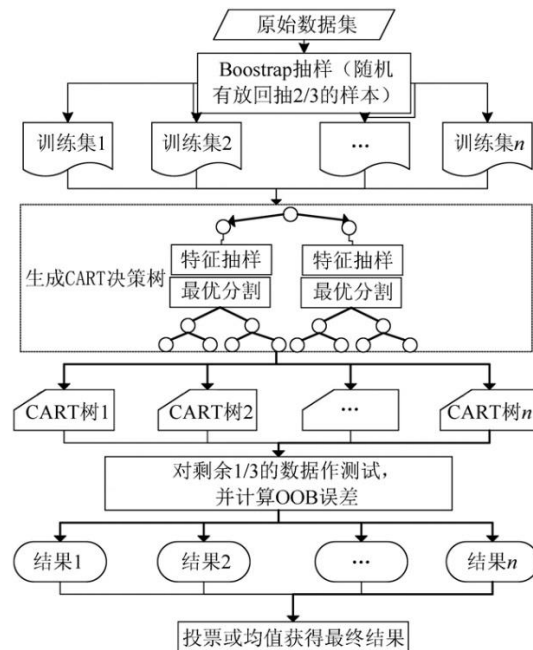 原始数据集
Boostrap抽样（随机
有放回抽2/3的样本）
训练集1
训练集2
…
训练集n
生成CART决策树
特征抽样
特征抽样
最优分割
最优分割
CART树1
CART树2
…
CART树n
对剩余1/3的数据作测试，
并计算OOB误差
结果1
结果2
…
结果n
投票或均值获得最终结果